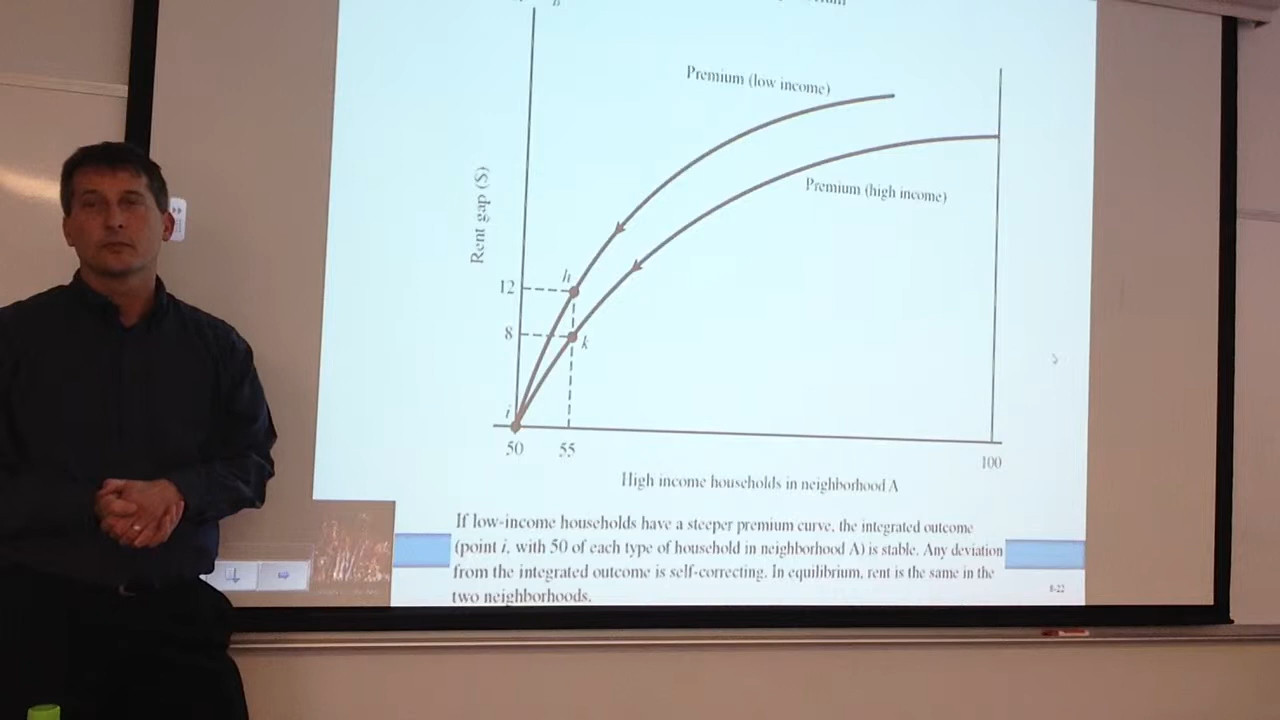 Premium (low income)
Premium (high income)
Rent gap ($)
h
12
8
k
i
50
55
100
High income households in neighborhood A
If low-income households have a steeper premium curve, the integrated outcome
(point i, with 50 of each type of household in neighborhood A) is stable. Any deviation
from the integrated outcome is self-correcting. In equilibrium, rent is the same in the
two neighborhoods.
8-22